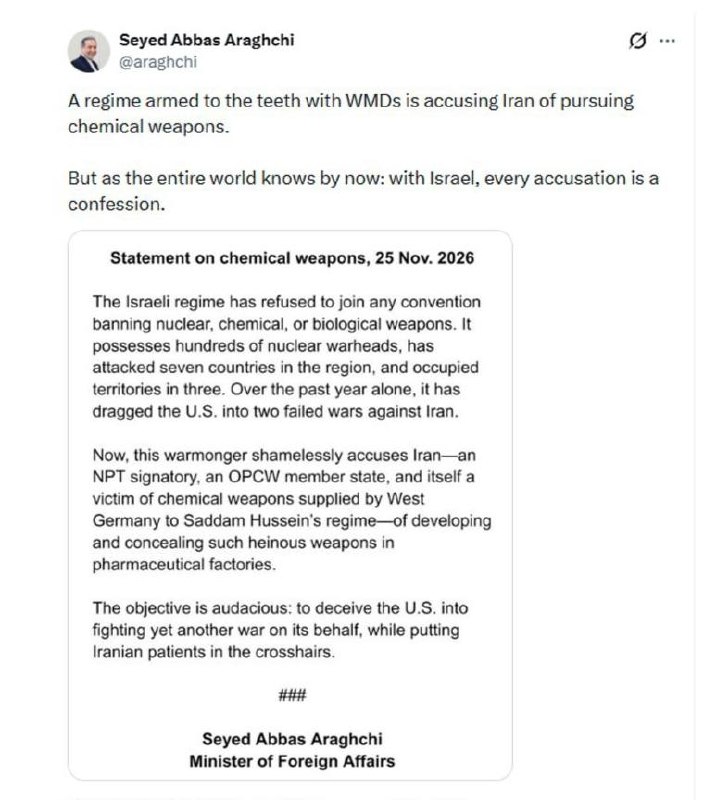 Seyed Abbas Araghchi
@araghchi
A regime armed to the teeth with WMDs is accusing Iran of pursuing
chemical weapons.
But as the entire world knows by now: with Israel, every accusation is a
confession.
Statement on chemical weapons, 25 Nov. 2026
The Israeli regime has refused to join any convention
banning nuclear, chemical, or biological weapons. It
possesses hundreds of nuclear warheads, has
attacked seven countries in the region, and occupied
territories in three. Over the past year alone, it has
dragged the U.S. into two failed wars against Iran.
Now, this warmonger shamelessly accuses Iran—an
NPT signatory, an OPCW member state, and itself a
victim of chemical weapons supplied by West
Germany to Saddam Hussein's regime—of developing
and concealing such heinous weapons in
pharmaceutical factories.
The objective is audacious: to deceive the U.S. into
fighting yet another war on its behalf, while putting
Iranian patients in the crosshairs.
###
Seyed Abbas Araghchi
Minister of Foreign Affairs